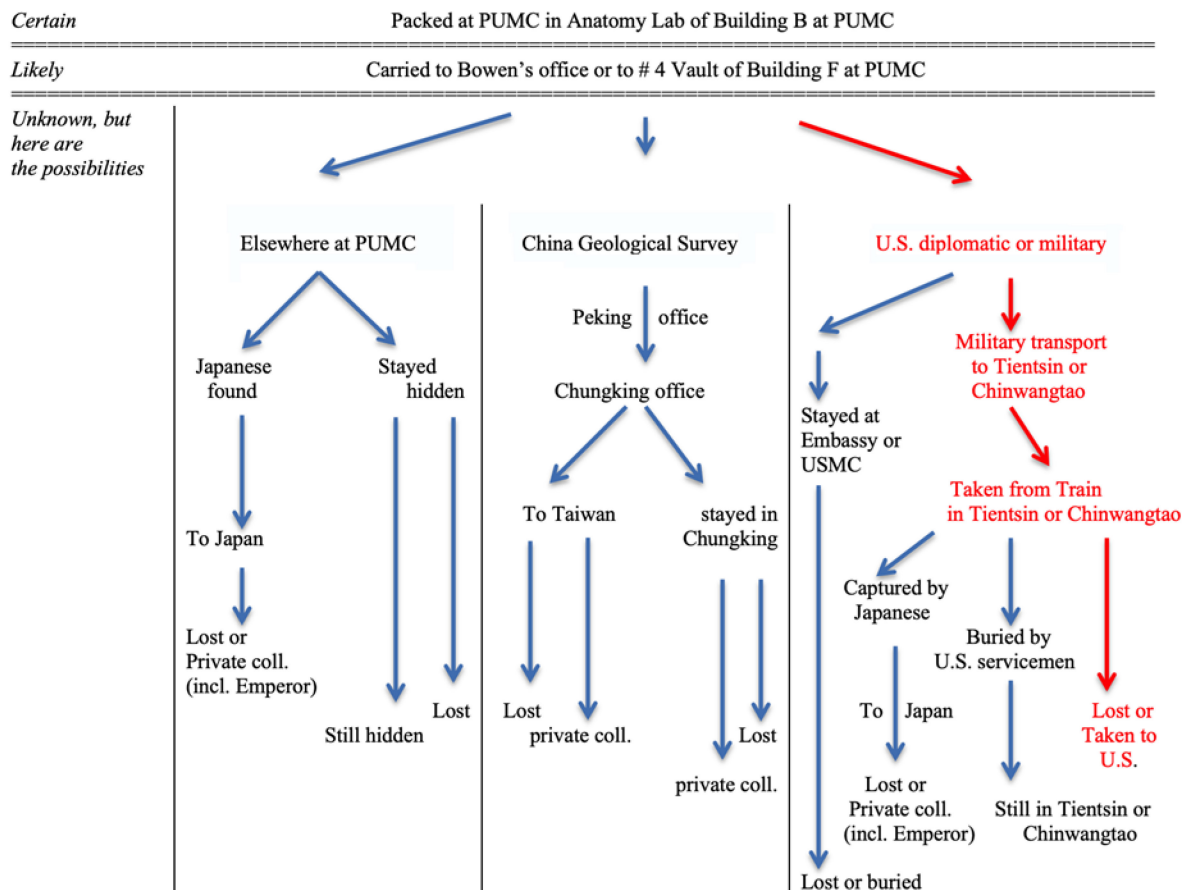 Certain
Packed at PUMC in Anatomy Lab of Building B at PUMC
Likely
Carried to Bowen’s office or to # 4 Vault of Building F at PUMC
Unknown, but
here are
the possibilities
Elsewhere at PUMC
Japanese
found
Stayed
hidden
To Japan
Lost or
Private coll.
(incl. Emperor)
Still hidden
Lost
China Geological Survey
Peking office
Chungking office
To Taiwan
stayed in
Chungking
Lost
private coll.
Lost
private coll.
U.S. diplomatic or military
Stayed at
Embassy or
USMC
Lost or buried
Military transport
to Tientsin or
Chinwangtao
Taken from Train
in Tientsin or Chinwangtao
Captured by
Japanese
To Japan
Lost or
Private coll.
(incl. Emperor)
Buried by
U.S. servicemen
Still in Tientsin or
Chinwangtao
Lost or
Taken to
U.S.